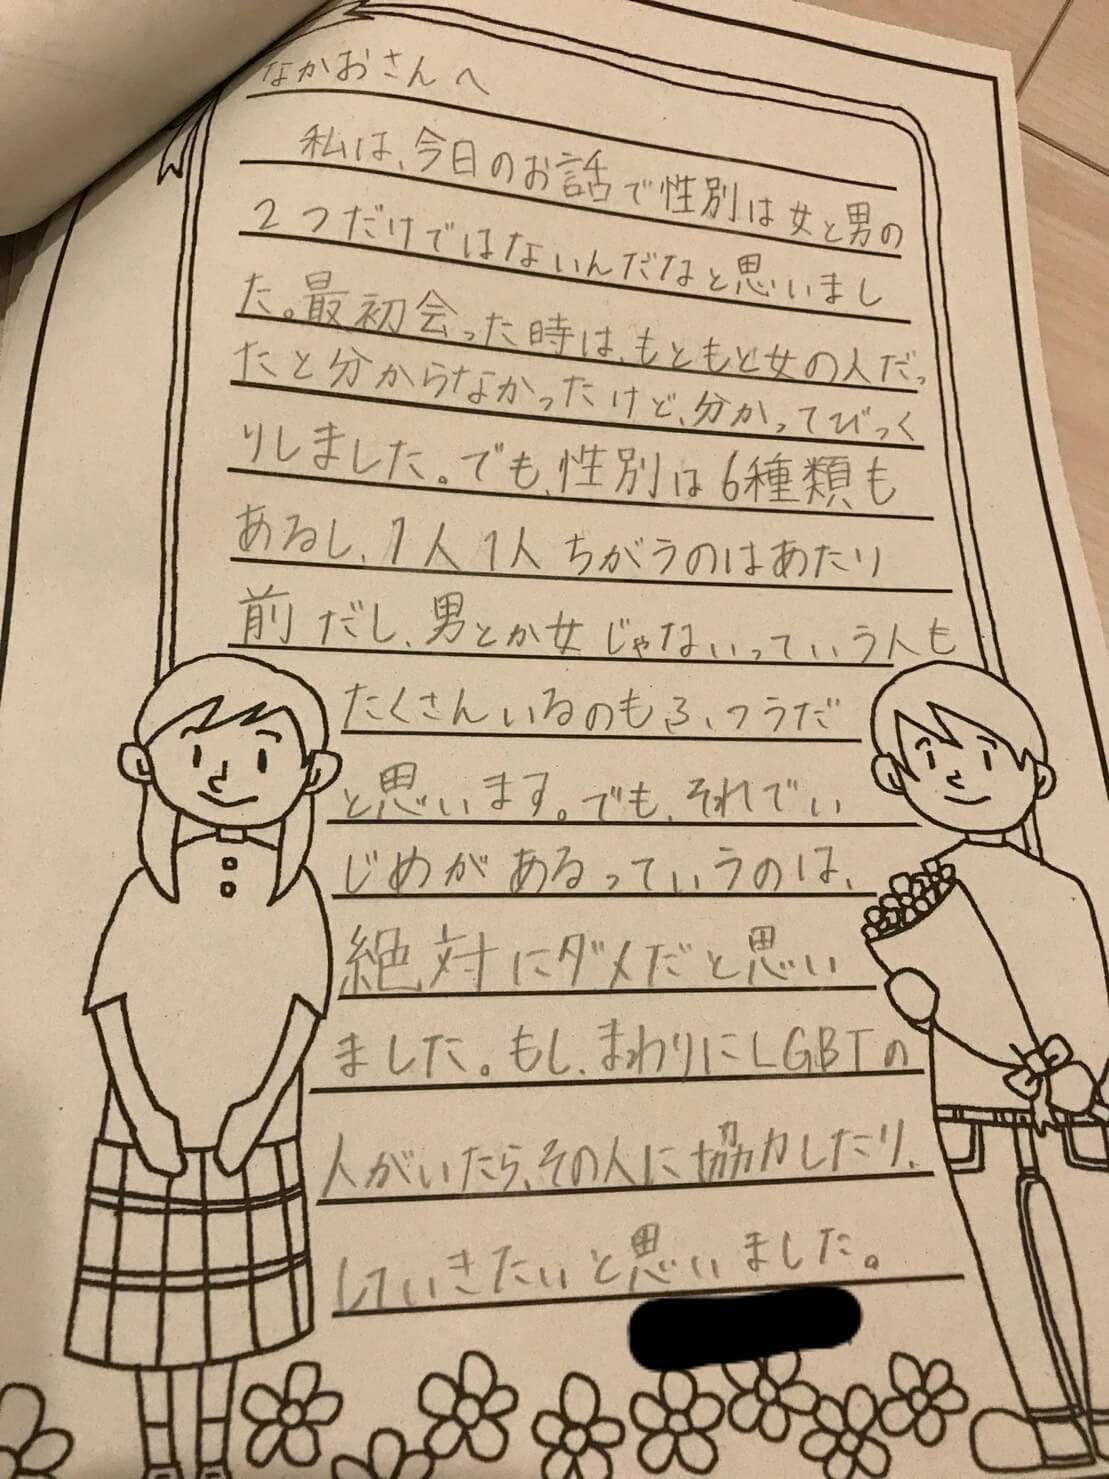 なかおさんへ
私は、今日のお話で性別は女と男の
2つだけではないんだなと思いまし
た。最初会った時は、もともと女の人だっ
たと分からなかったけど、分かってびっく
りしました。でも、性別は6種類も
あるし、1人1人ちがうのはあたり
前だし、男とか女じゃないっていう人も
たくさんいるのもふつうだ
と思います。でも、それでい
じめがあるっていうのは、
絶対にダメだと思い
ました。もし、まわりにLGBTの
人がいたら、その人に協力したり、
していきたいと思いました。